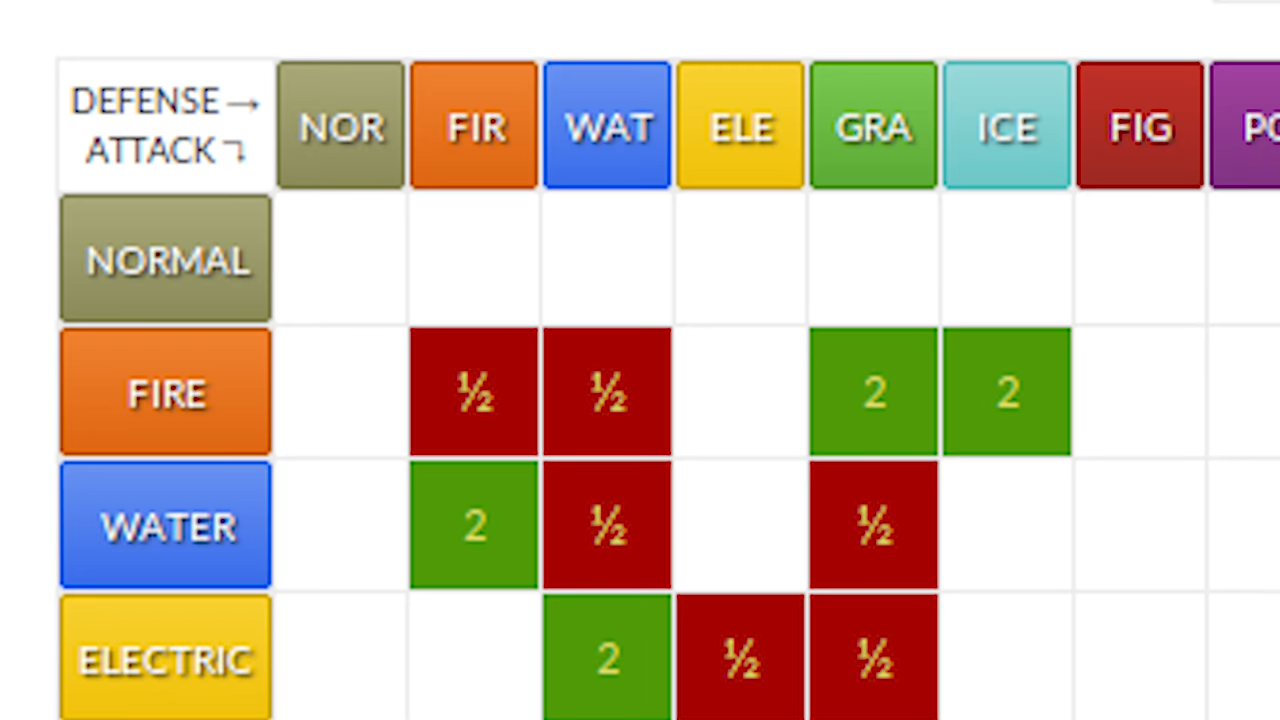 DEFENSE→
ATTACK↴
NOR FIR WAT ELE GRA ICE FIG
NORMAL
FIRE ½ ½ 2 2
WATER 2 ½ ½
ELECTRIC 2 ½ ½